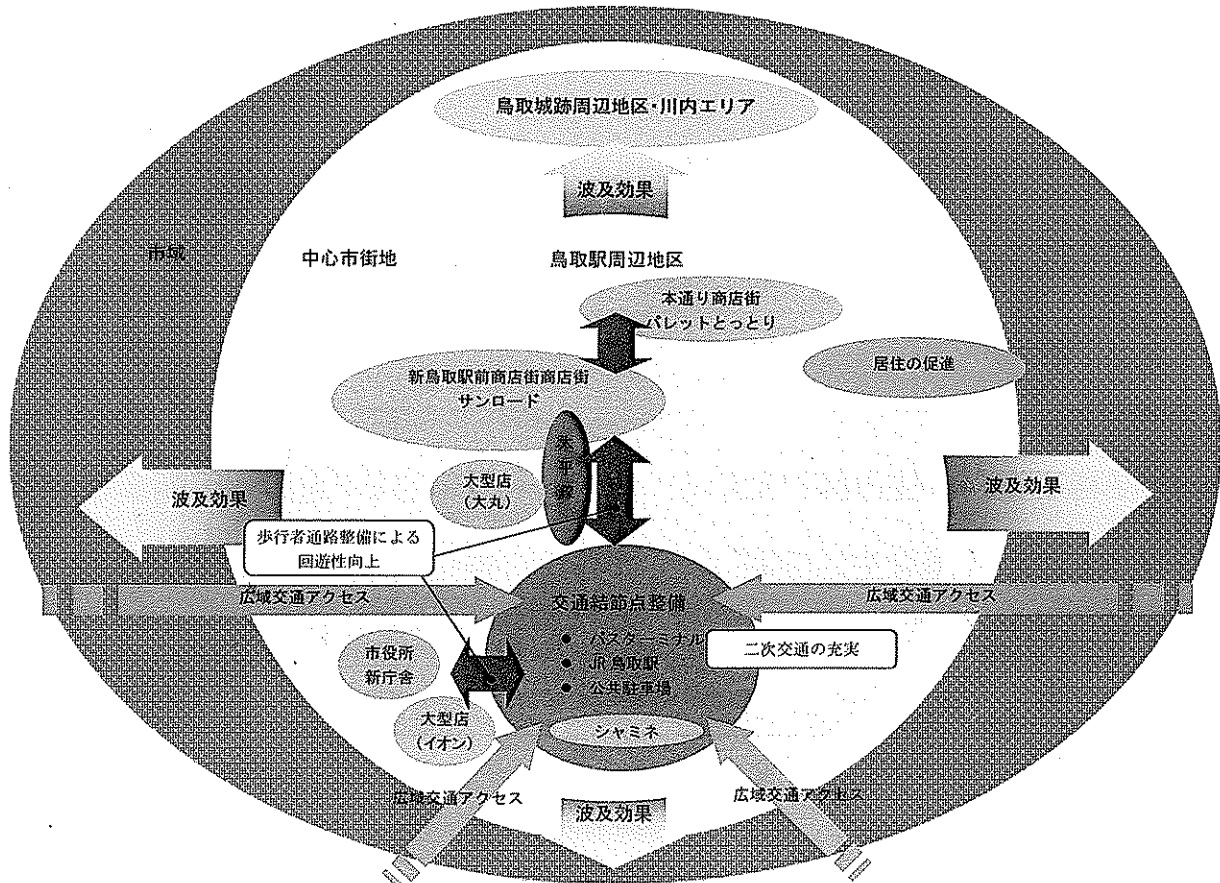 鳥取城跡周辺地区・川内エリア
波及効果
市域
中心市街地
鳥取駅周辺地区
本通り商店街
パレットとっとり
居住の促進
新鳥取駅前商店街商店街
サンロード
大型店
(大丸)
波及効果
波及効果
歩行者通路整備による
回遊性向上
広域交通アクセス
交通結節点整備
広域交通アクセス
● バスターミナル
● JR 鳥取駅
● 公共駐車場
二次交通の充実
市役所
新庁舎
大型店
(イオン)
シャミネ
広域交通アクセス
広域交通アクセス
波及効果